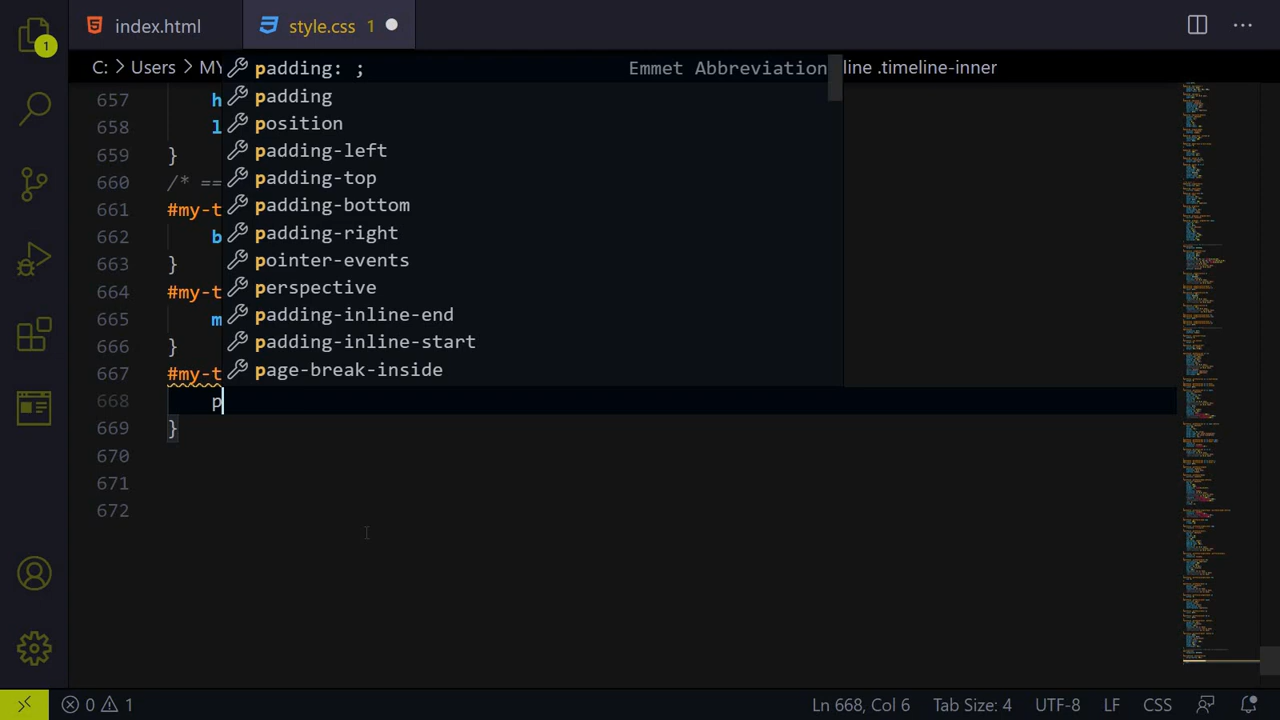 index.html
style.css 1
C: > Users > MY
line .timeline-inner
padding: ; Emmet Abbreviation
padding
position
padding-left
padding-top
padding-bottom
padding-right
pointer-events
perspective
padding-inline-end
padding-inline-start
page-break-inside
657 h
658 l
659 }
660 /* ==
661 #my-t
662 b
663 }
664 #my-t
665 m
666 }
667 #my-t
668 p
669 }
670
671
672
1
0 1
Ln 668, Col 6 Tab Size: 4 UTF-8 LF CSS